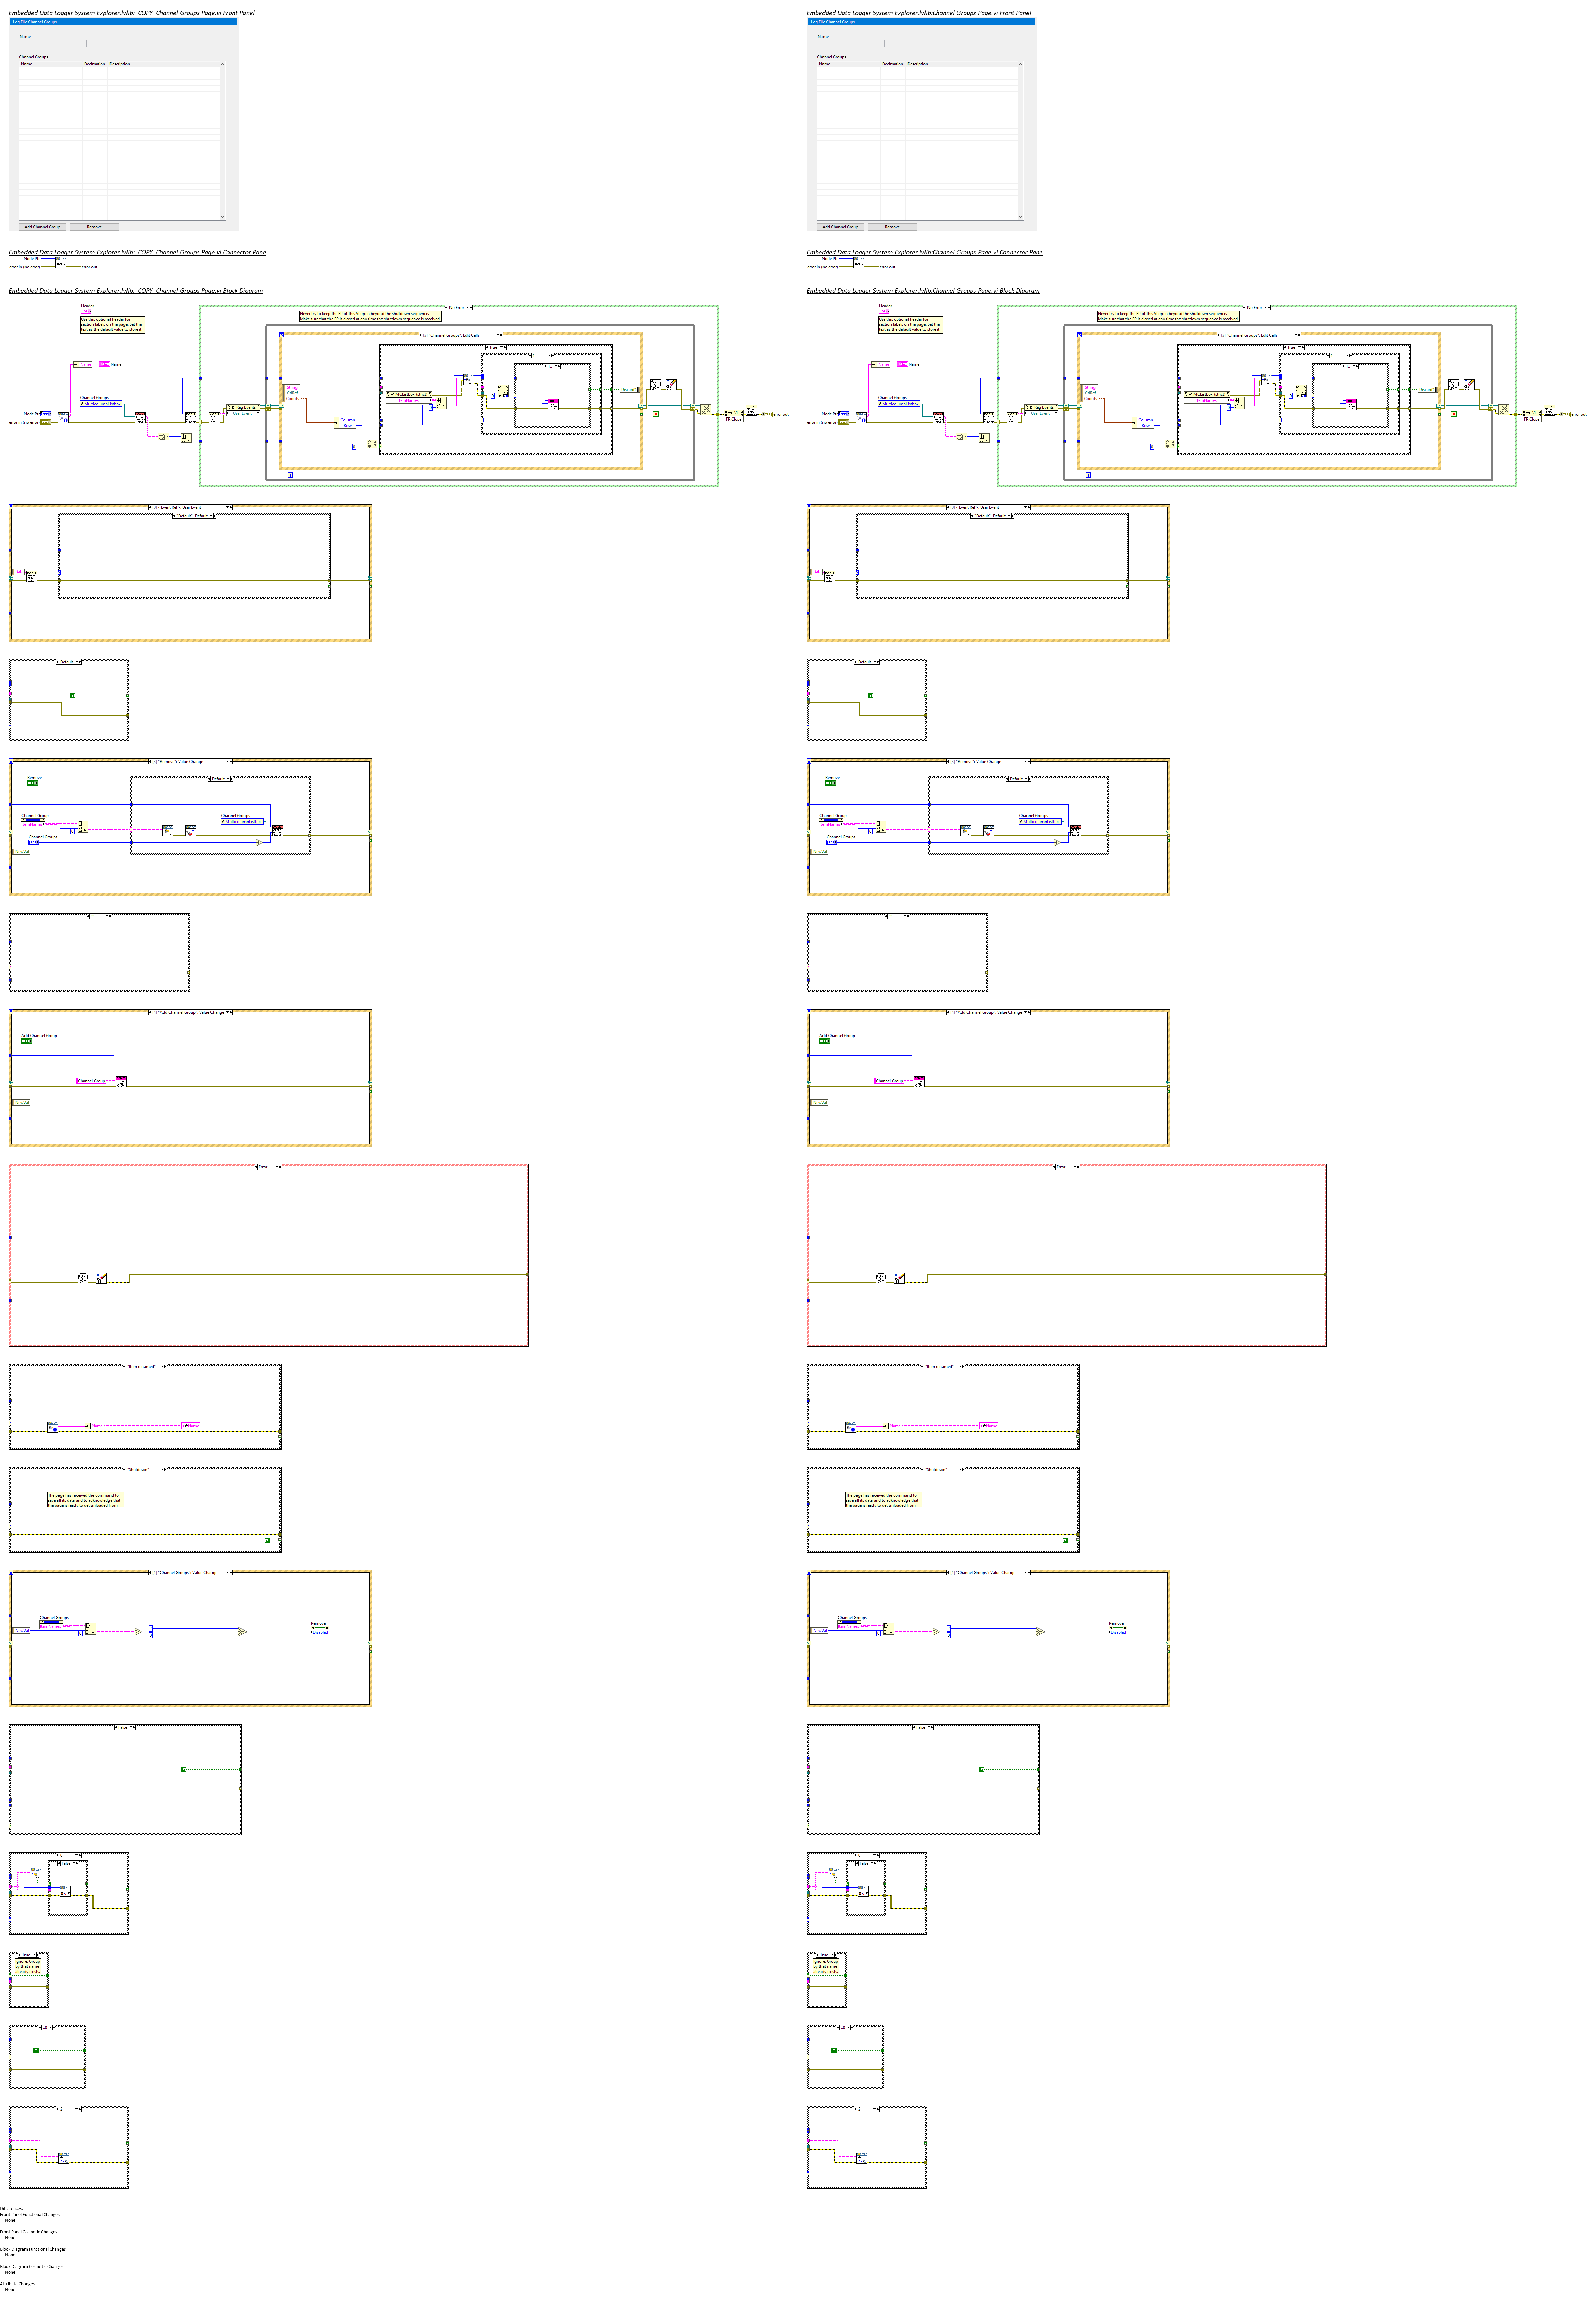 Embedded Data Logger System Explorer.lvlib:_COPY_Channel Groups Page.vi Front Panel
Log File Channel Groups
Name
Channel Groups
Name Decimation Description
Add Channel Group Remove
Embedded Data Logger System Explorer.lvlib:_COPY_Channel Groups Page.vi Connector Pane
Node Ptr
error in (no error) error out
Embedded Data Logger System Explorer.lvlib:_COPY_Channel Groups Page.vi Block Diagram
Header
Use this optional header for
section labels on the page. Set the
text as the default value to store it.
No Error
Never try to keep the FP of this VI open beyond the shutdown sequence.
Make sure that the FP is closed at any time the shutdown sequence is received.
"Channel Groups": Edit Cell?
True
Name Name
Channel Groups
MulticolumnListbox
Node Ptr
error in (no error)
Reg Events
User Event
String
Coords
MCListbox (strict)
ItemNames
Column
Row
Discard?
VI
FP.Close
error out
<Event Ref>: User Event
"Default", Default
Data
Default
"Remove": Value Change
Remove
Default
Channel Groups
ItemNames
Channel Groups
Channel Groups
MulticolumnListbox
NewVal
""
"Add Channel Group": Value Change
Add Channel Group
Channel Group
NewVal
Error
"Item renamed"
Name Name
"Shutdown"
The page has received the command to
save all its data and to acknowledge that
the page is ready to get unloaded from
"Channel Groups": Value Change
Channel Groups
ItemNames
NewVal
Remove
Disabled
False
0
False
True
Ignore. Group
by that name
already exists.
..0
2
Embedded Data Logger System Explorer.lvlib:Channel Groups Page.vi Front Panel
Log File Channel Groups
Name
Channel Groups
Name Decimation Description
Add Channel Group Remove
Embedded Data Logger System Explorer.lvlib:Channel Groups Page.vi Connector Pane
Node Ptr
error in (no error) error out
Embedded Data Logger System Explorer.lvlib:Channel Groups Page.vi Block Diagram
Header
Use this optional header for
section labels on the page. Set the
text as the default value to store it.
No Error
Never try to keep the FP of this VI open beyond the shutdown sequence.
Make sure that the FP is closed at any time the shutdown sequence is received.
"Channel Groups": Edit Cell?
True
Name Name
Channel Groups
MulticolumnListbox
Node Ptr
error in (no error)
Reg Events
User Event
String
Coords
MCListbox (strict)
ItemNames
Column
Row
Discard?
VI
FP.Close
error out
<Event Ref>: User Event
"Default", Default
Data
Default
"Remove": Value Change
Remove
Default
Channel Groups
ItemNames
Channel Groups
Channel Groups
MulticolumnListbox
NewVal
""
"Add Channel Group": Value Change
Add Channel Group
Channel Group
NewVal
Error
"Item renamed"
Name Name
"Shutdown"
The page has received the command to
save all its data and to acknowledge that
the page is ready to get unloaded from
"Channel Groups": Value Change
Channel Groups
ItemNames
NewVal
Remove
Disabled
False
0
False
True
Ignore. Group
by that name
already exists.
..0
2
Differences:
Front Panel Functional Changes
None
Front Panel Cosmetic Changes
None
Block Diagram Functional Changes
None
Block Diagram Cosmetic Changes
None
Attribute Changes
None